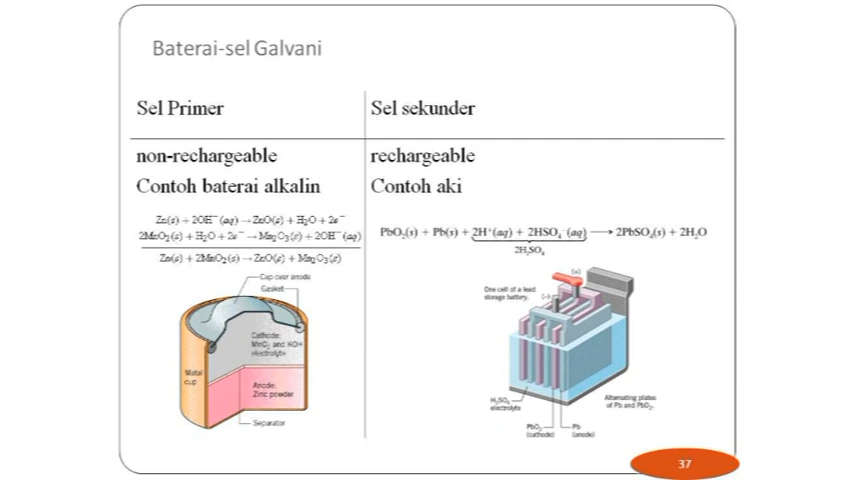 Baterai-sel Galvani
Sel Primer
Sel sekunder
non-rechargeable
rechargeable
Contoh baterai alkalin
Contoh aki
Zn(s) + 2OH⁻(aq) → ZnO(s) + H₂O + 2e⁻
2MnO₂(s) + H₂O + 2e⁻ → Mn₂O₃(s) + 2OH⁻(aq)
Zn(s) + 2MnO₂(s) → ZnO(s) + Mn₂O₃(s)
PbO₂(s) + Pb(s) + 2H⁺(aq) + 2HSO₄⁻(aq) → 2PbSO₄(s) + 2H₂O
2H₂SO₄
Cap over anode
Gasket
Cathode:
MnO₂ and KOH
electrolyte
Metal
cup
Anode:
Zinc powder
Separator
One cell of a lead
storage battery.
(+)
(−)
H₂SO₄
electrolyte
Alternating plates
of Pb and PbO₂.
PbO₂
(cathode)
Pb
(anode)
37